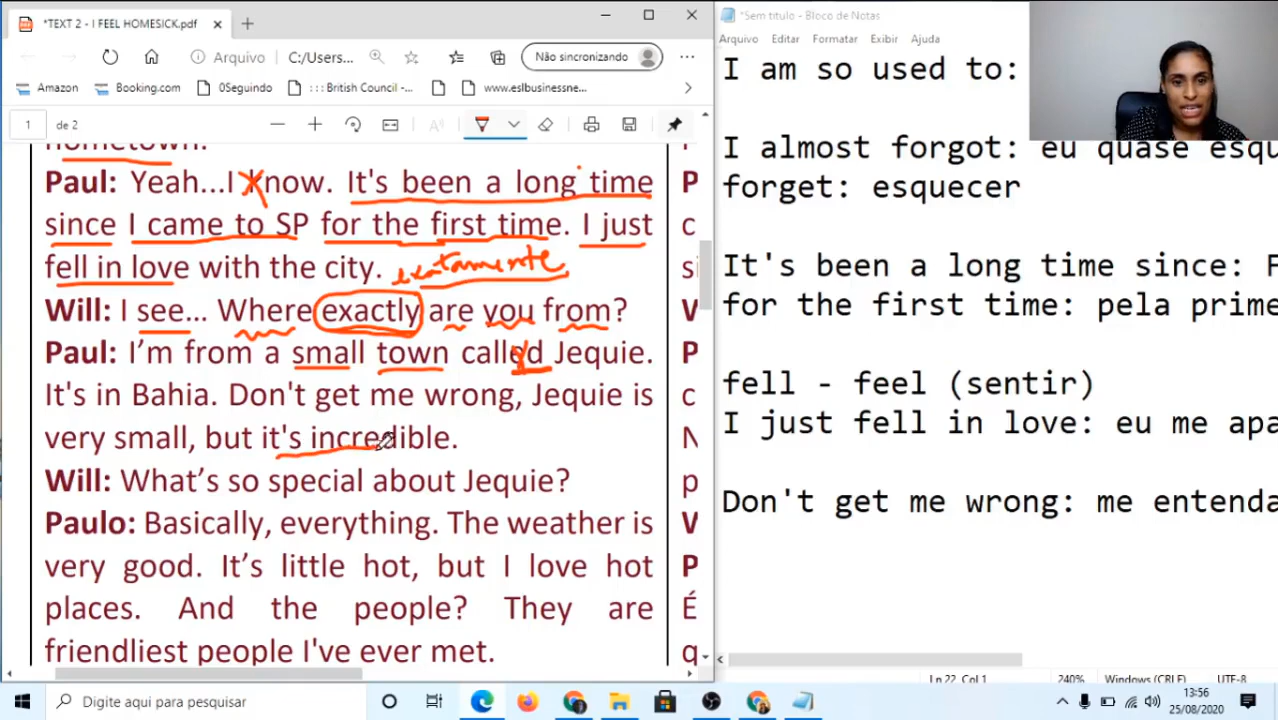 *TEXT 2 - I FEEL HOMESICK.pdf
Arquivo
C:/Users...
Não sincronizando
Amazon
Booking.com
0Seguindo
::: British Council -...
www.eslbusinessne...
1
de 2
hometown.
Paul: Yeah...I know. It's been a long time
since I came to SP for the first time. I just
fell in love with the city.
exatamente
Will: I see... Where exactly are you from?
Paul: I'm from a small town called Jequie.
It's in Bahia. Don't get me wrong, Jequie is
very small, but it's incredible.
Will: What's so special about Jequie?
Paulo: Basically, everything. The weather is
very good. It's little hot, but I love hot
places. And the people? They are
friendliest people I've ever met.
P
c
si
W
P
c
N
p
W
P
É
q
*Sem título - Bloco de Notas
Arquivo Editar Formatar Exibir Ajuda
I am so used to:
I almost forgot: eu quase esq
forget: esquecer
It's been a long time since: F
for the first time: pela prime
fell - feel (sentir)
I just fell in love: eu me apa
Don't get me wrong: me entenda
Ln 22, Col 1
240%
Windows (CRLF)
UTF-8
Digite aqui para pesquisar
13:56
25/08/2020